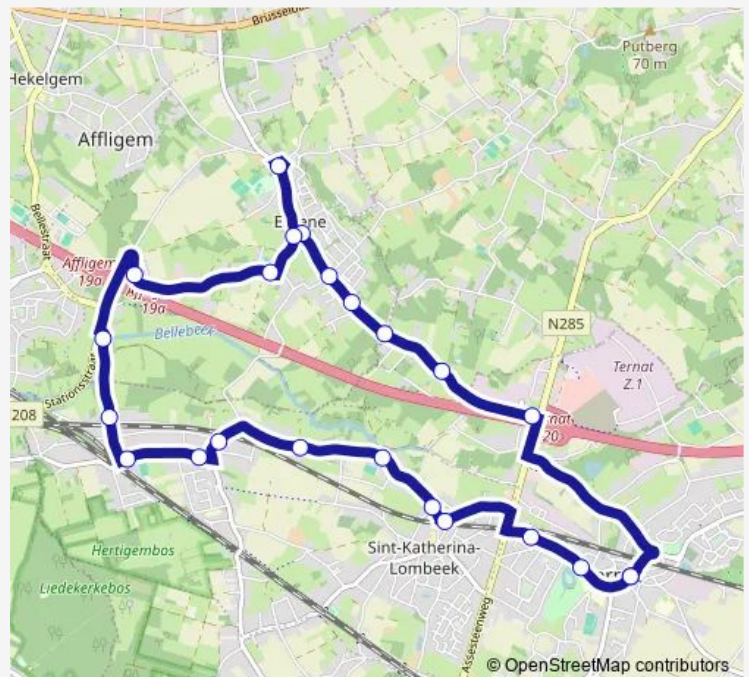 Brusselba
Putberg
70 m
Hekelgem
Affligem
Bellestraat
Affligem
19a
19a
Bellebeek
N285
Ternat
Z.1
Stationsstraat
208
20
Hertigembos
Liedekerkebos
Sint-Katherina-
Lombeek
Assesteenweg
© OpenStreetMap contributors